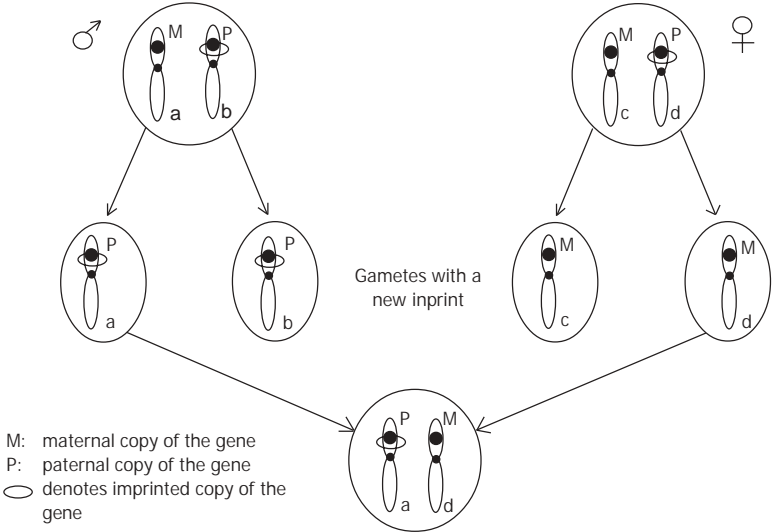 ♂ M P
a b
♀ M P
c d
P
a
P
b
Gametes with a
new inprint
M
c
M
d
P M
a d
M: maternal copy of the gene
P: paternal copy of the gene
denotes imprinted copy of the
gene